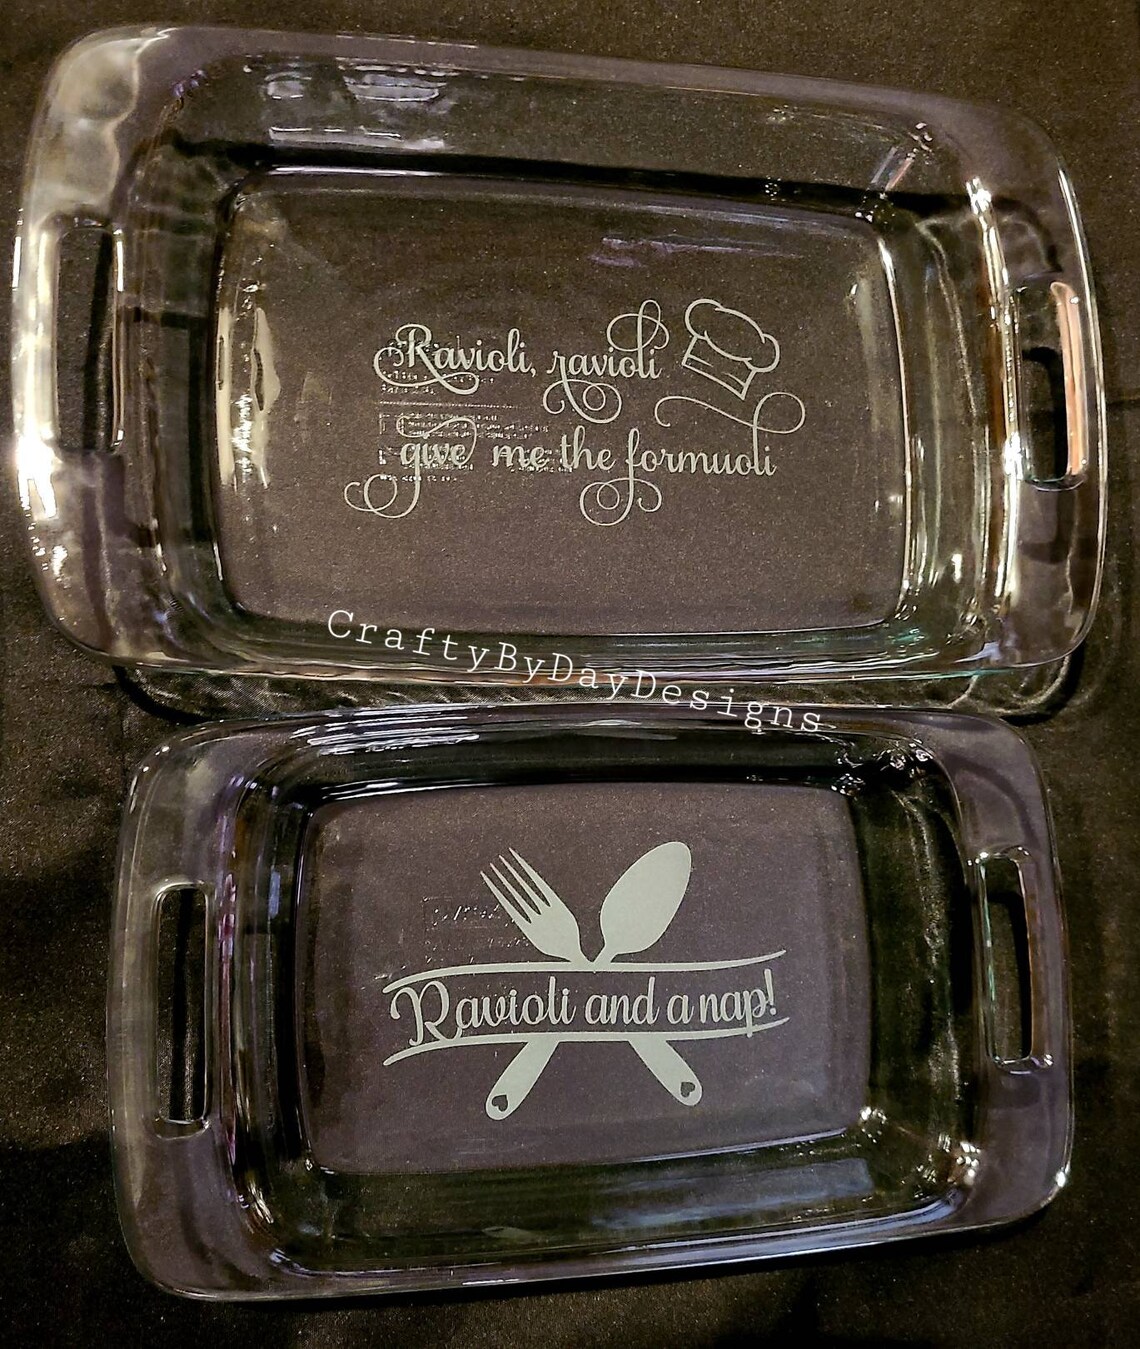 Ravioli, ravioli
give me the formuoli
CraftyByDayDesigns
Ravioli and a nap!